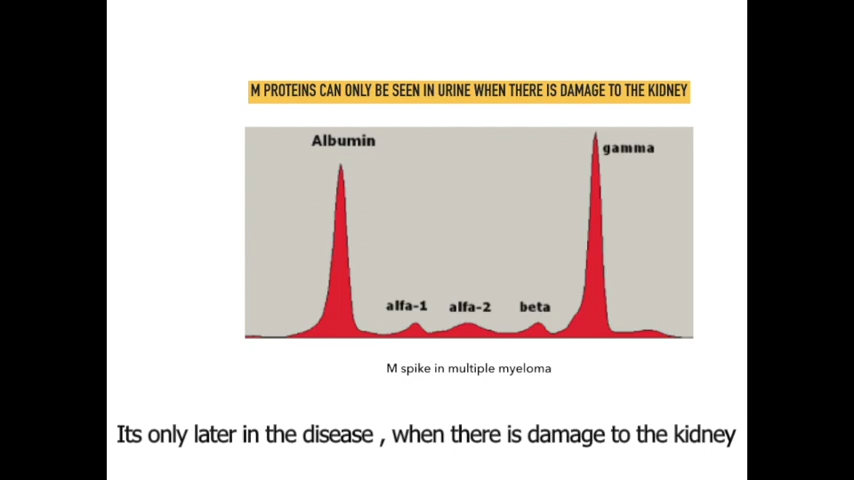 M PROTEINS CAN ONLY BE SEEN IN URINE WHEN THERE IS DAMAGE TO THE KIDNEY
Albumin
gamma
alfa-1 alfa-2 beta
M spike in multiple myeloma
Its only later in the disease , when there is damage to the kidney